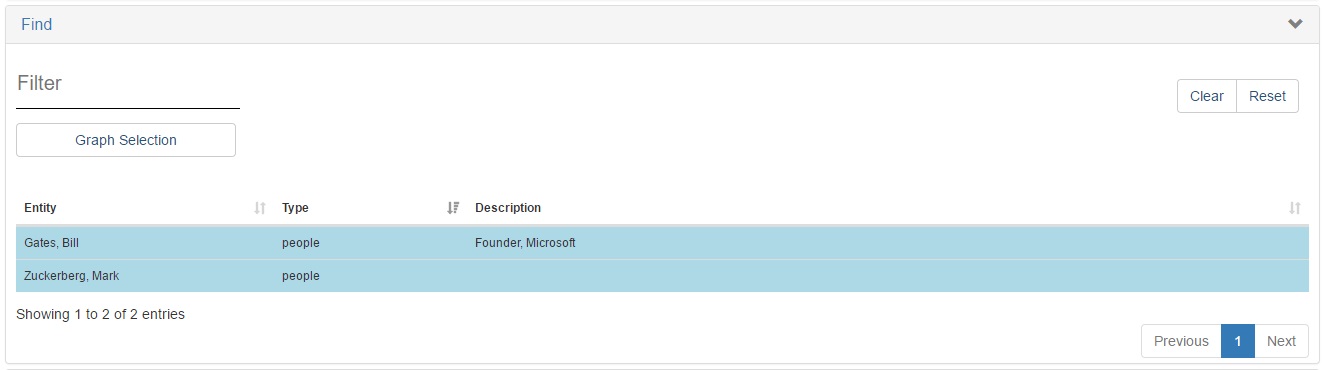 Find
Filter
Clear Reset
Graph Selection
Entity Type Description
Gates, Bill people Founder, Microsoft
Zuckerberg, Mark people
Showing 1 to 2 of 2 entries
Previous 1 Next